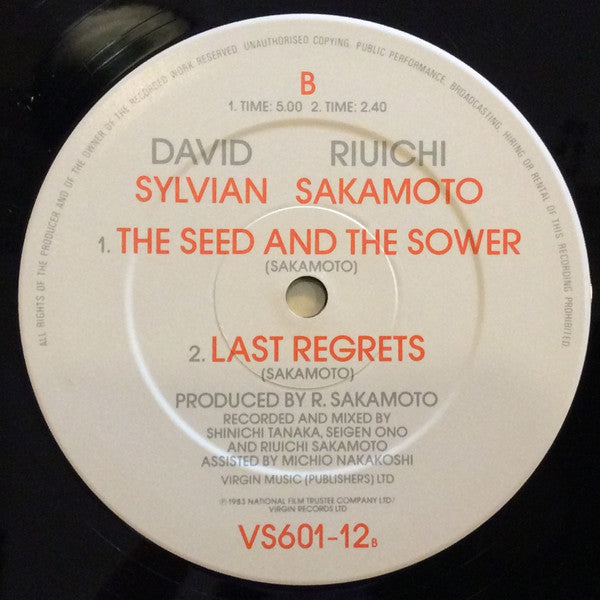 ALL RIGHTS OF THE PRODUCER AND OF THE OWNER OF THE RECORDED WORK RESERVED. UNAUTHORISED COPYING, PUBLIC PERFORMANCE, BROADCASTING, HIRING OR RENTAL OF THIS RECORDING PROHIBITED.
B
1. TIME: 5.00 2. TIME: 2.40
DAVID RIUICHI
SYLVIAN SAKAMOTO
1. THE SEED AND THE SOWER
(SAKAMOTO)
2. LAST REGRETS
(SAKAMOTO)
PRODUCED BY R. SAKAMOTO
RECORDED AND MIXED BY
SHINICHI TANAKA, SEIGEN ONO
AND RIUICHI SAKAMOTO
ASSISTED BY MICHIO NAKAKOSHI
VIRGIN MUSIC (PUBLISHERS) LTD
℗ 1983 NATIONAL FILM TRUSTEE COMPANY LTD/
VIRGIN RECORDS LTD
VS601-12 B